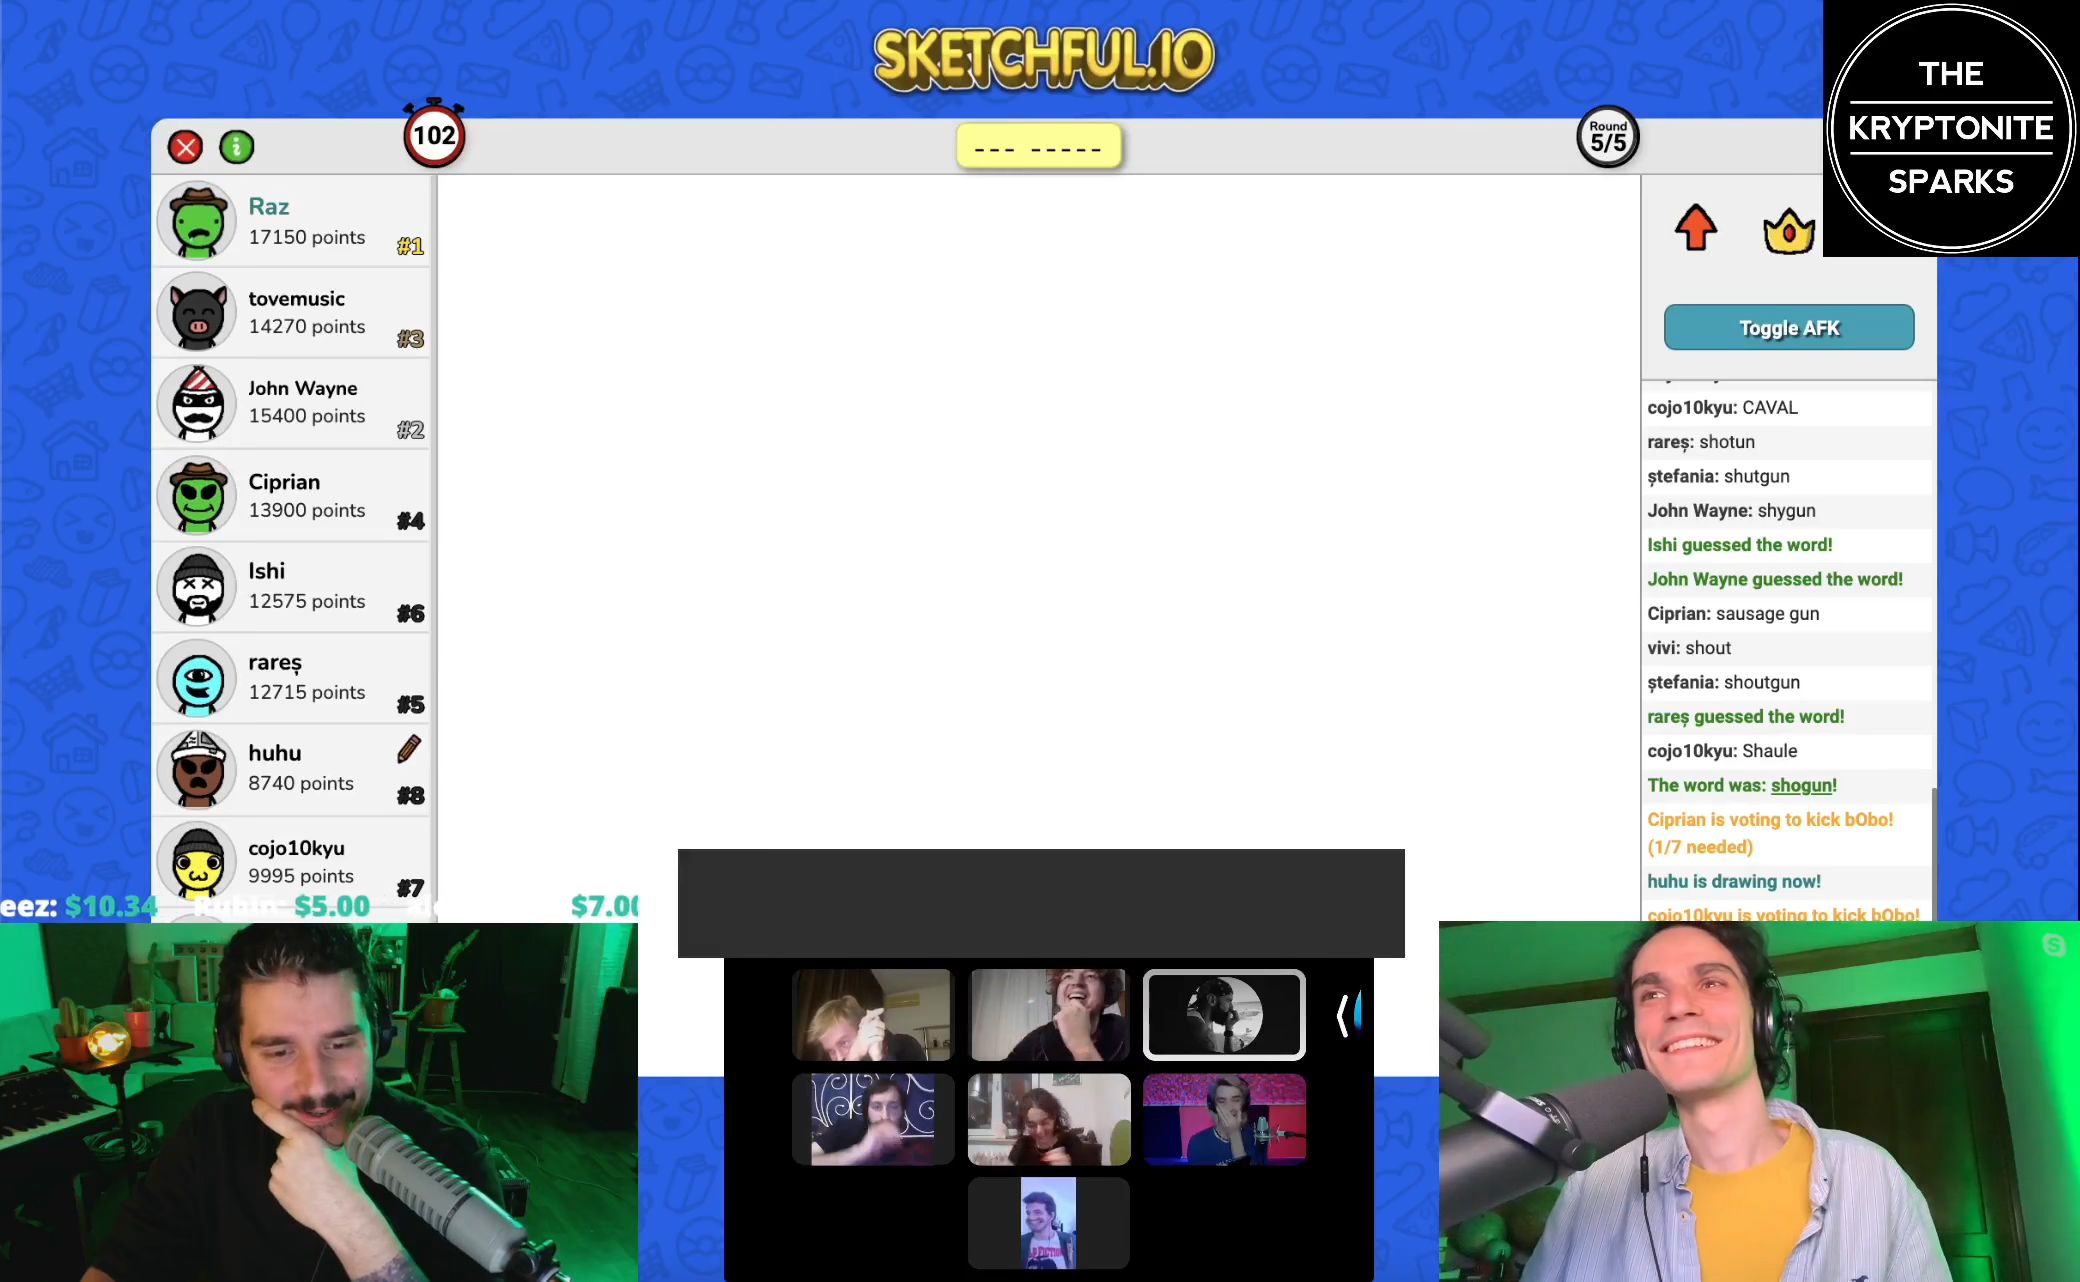 SKETCHFUL.IO
THE
KRYPTONITE
SPARKS
102
--- -----
Round
5/5
Raz
17150 points
#1
tovemusic
14270 points
#3
John Wayne
15400 points
#2
Ciprian
13900 points
#4
Ishi
12575 points
#6
rareș
12715 points
#5
huhu
8740 points
#8
cojo10kyu
9995 points
#7
Toggle AFK
cojo10kyu: CAVAL
rareș: shotun
ștefania: shutgun
John Wayne: shygun
Ishi guessed the word!
John Wayne guessed the word!
Ciprian: sausage gun
vivi: shout
ștefania: shoutgun
rareș guessed the word!
cojo10kyu: Shaule
The word was: shogun!
Ciprian is voting to kick bObo!
(1/7 needed)
huhu is drawing now!
cojo10kyu is voting to kick bObo!
eez: $10.34 Rubin: $5.00 $7.00